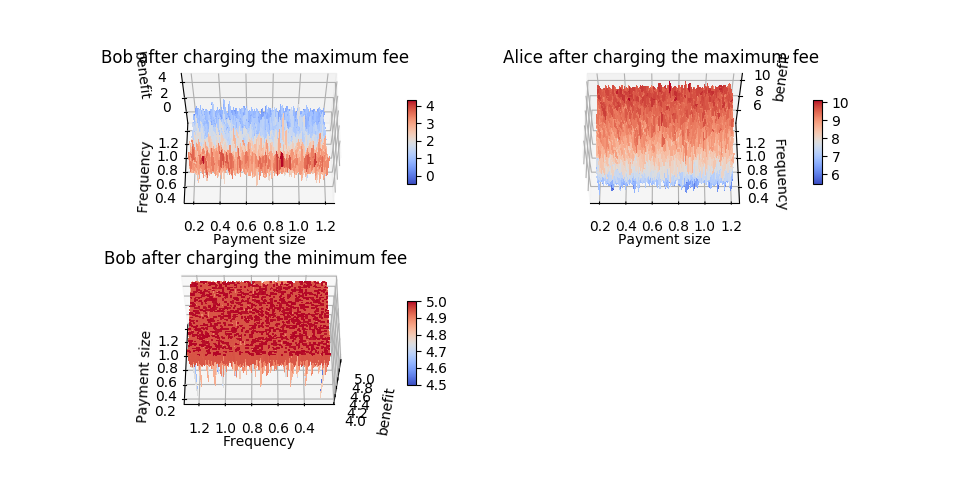 Bob after charging the maximum fee
benefit
4
2
0
Frequency
1.2
1.0
0.8
0.6
0.4
0.2 0.4 0.6 0.8 1.0 1.2
Payment size
4
3
2
1
0
Alice after charging the maximum fee
benefit
10
8
6
Frequency
1.2
1.0
0.8
0.6
0.4
0.2 0.4 0.6 0.8 1.0 1.2
Payment size
10
9
8
7
6
Bob after charging the minimum fee
Payment size
1.2
1.0
0.8
0.6
0.4
0.2
1.2 1.0 0.8 0.6 0.4
Frequency
5.0
4.8
4.6
4.4
4.2
4.0
benefit
5.0
4.9
4.8
4.7
4.6
4.5